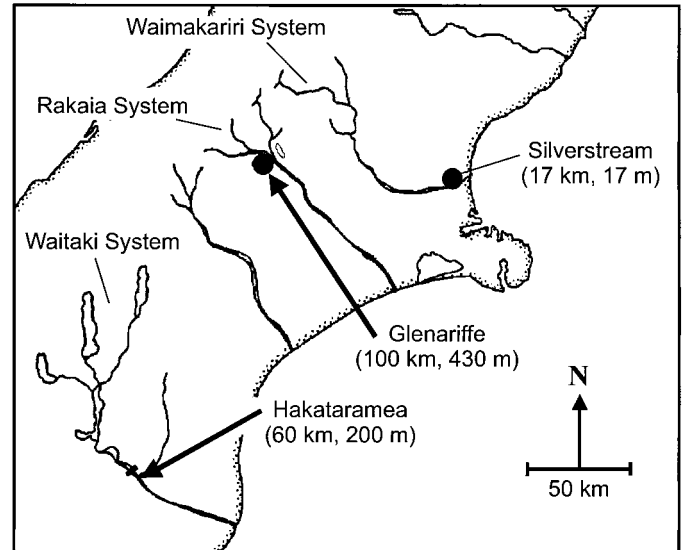 Waimakariri System
Rakaia System
Silverstream
(17 km, 17 m)
Waitaki System
Glenariffe
(100 km, 430 m)
N
Hakataramea
(60 km, 200 m)
50 km